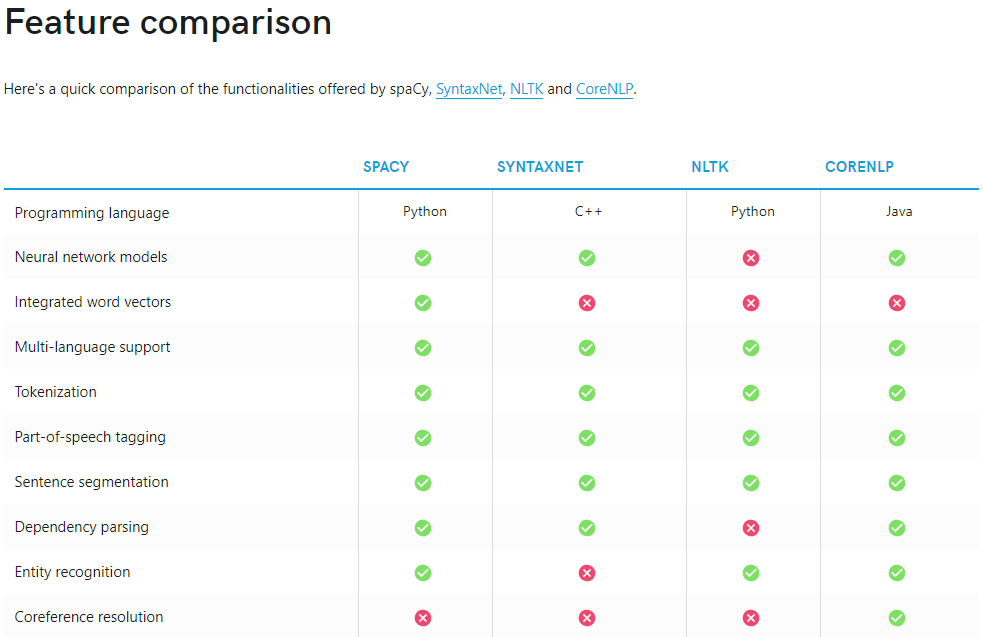 Feature comparison
Here's a quick comparison of the functionalities offered by spaCy, SyntaxNet, NLTK and CoreNLP.
SPACY SYNTAXNET NLTK CORENLP
Programming language Python C++ Python Java
Neural network models
Integrated word vectors
Multi-language support
Tokenization
Part-of-speech tagging
Sentence segmentation
Dependency parsing
Entity recognition
Coreference resolution